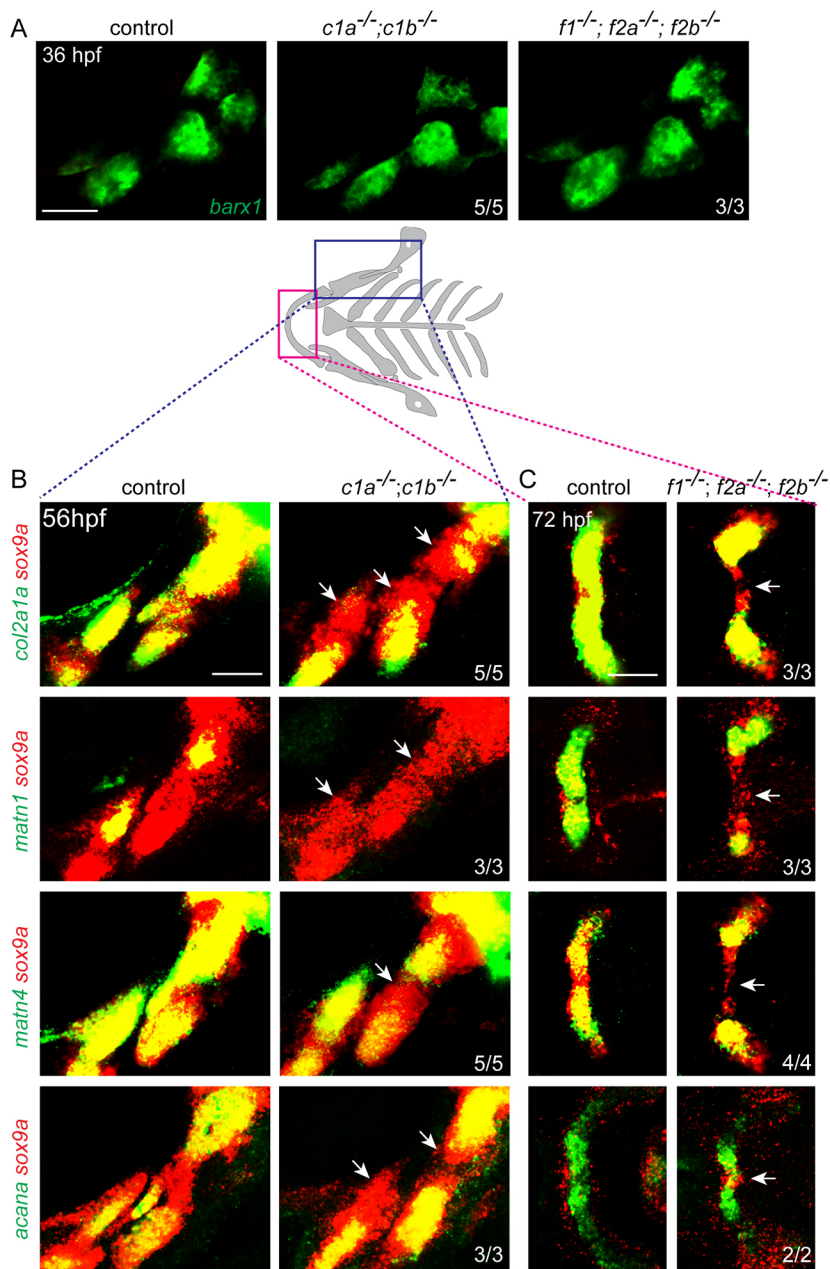 A
control
c1a-/-;c1b-/-
f1-/-; f2a-/-; f2b-/-
36 hpf
barx1
5/5
3/3
B
control
c1a-/-;c1b-/-
C
control
f1-/-; f2a-/-; f2b-/-
col2a1a sox9a
56hpf
5/5
72 hpf
3/3
matn1 sox9a
3/3
3/3
matn4 sox9a
5/5
4/4
acana sox9a
3/3
2/2